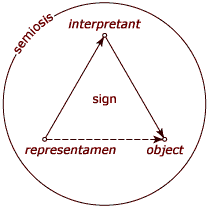 semiosis
interpretant
sign
representamen
object